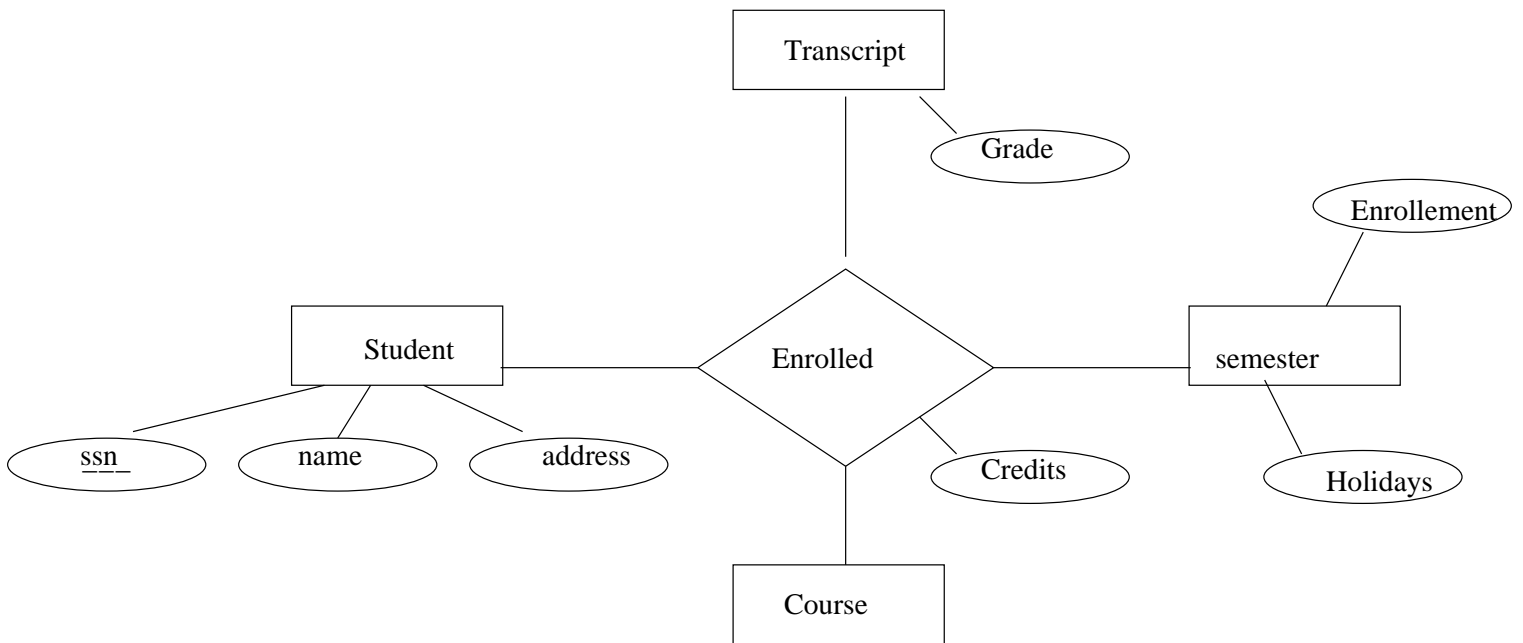 Transcript
Grade
Enrollement
Student
Enrolled
semester
ssn
name
address
Credits
Holidays
Course